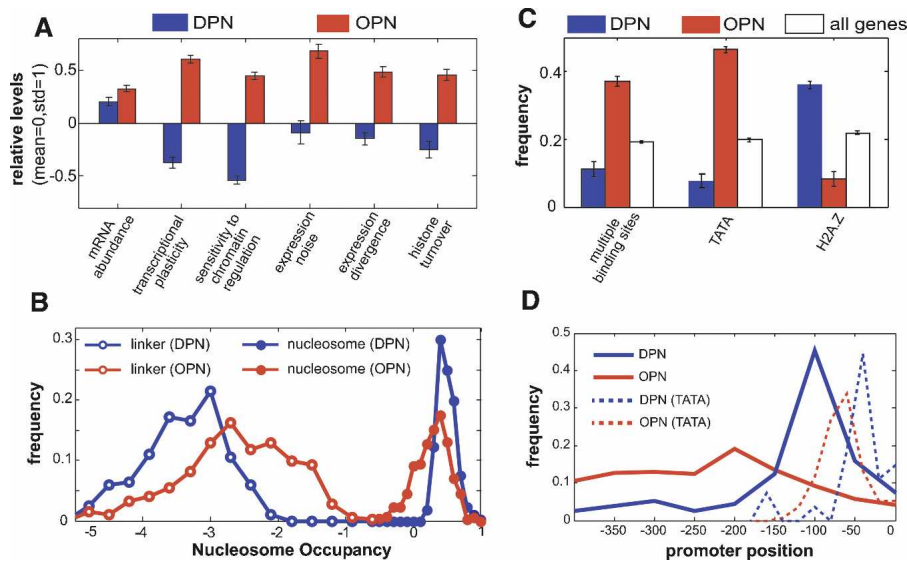 A
DPN
OPN
relative levels
(mean=0,std=1)
0.5
0
-0.5
mRNA
abundance
transcriptional
plasticity
sensitivity to
chromatin
regulation
expression
noise
expression
divergence
histone
turnover
C
DPN
OPN
all genes
frequency
0.4
0.2
0
multiple
binding sites
TATA
H2A.Z
B
linker (DPN)
nucleosome (DPN)
linker (OPN)
nucleosome (OPN)
frequency
0.3
0.2
0.1
0
-5
-4
-3
-2
-1
0
1
Nucleosome Occupancy
D
DPN
OPN
DPN (TATA)
OPN (TATA)
frequency
0.5
0.4
0.3
0.2
0.1
0
-350
-300
-250
-200
-150
-100
-50
0
promoter position